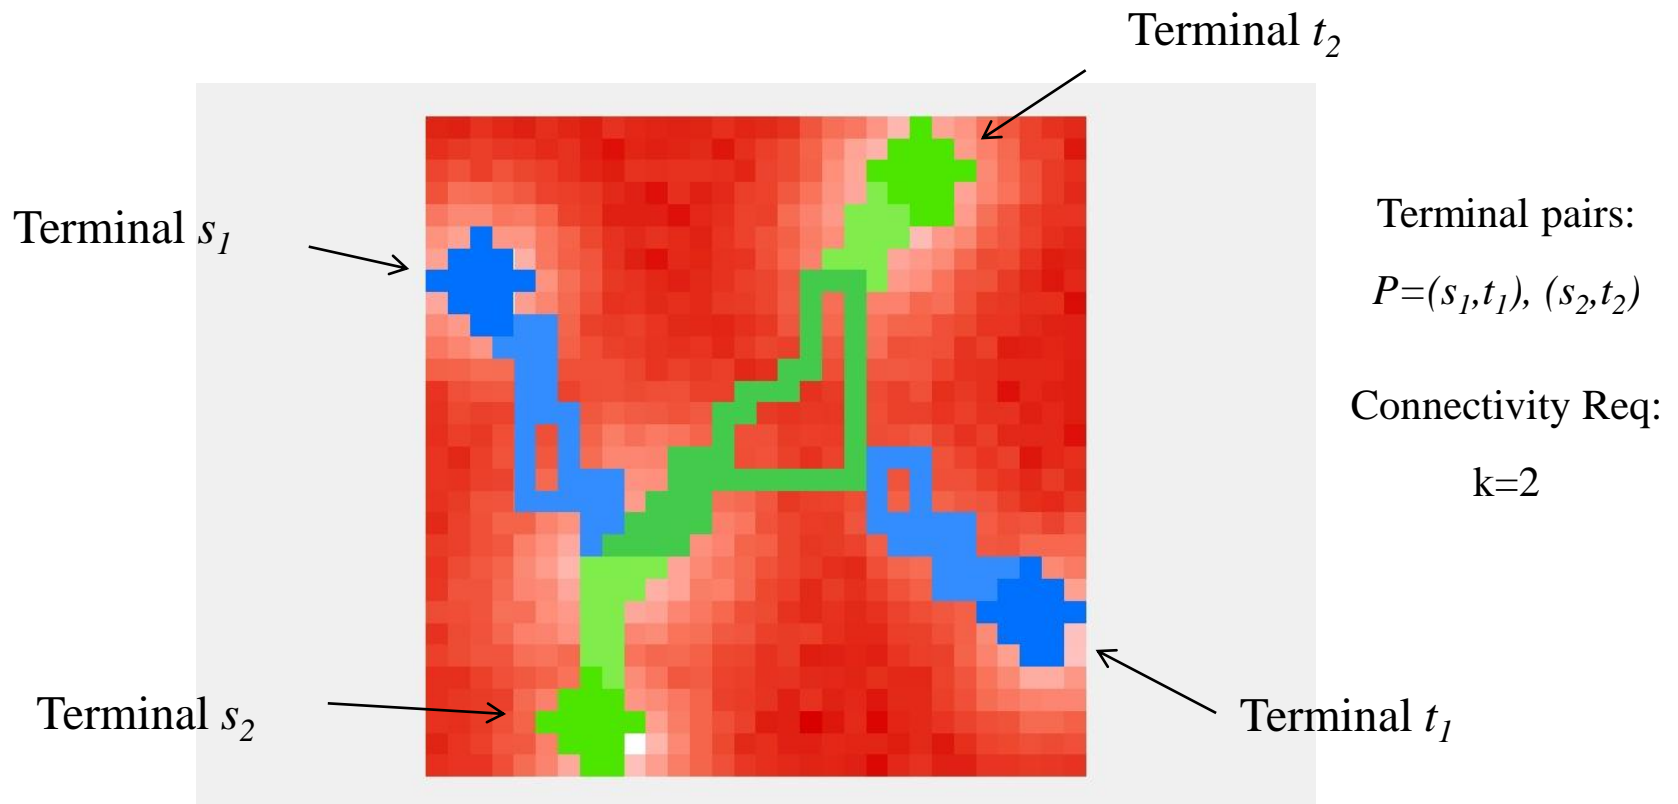 Terminal t₂
Terminal s₁
Terminal pairs:
P=(s₁,t₁), (s₂,t₂)
Connectivity Req:
k=2
Terminal s₂
Terminal t₁